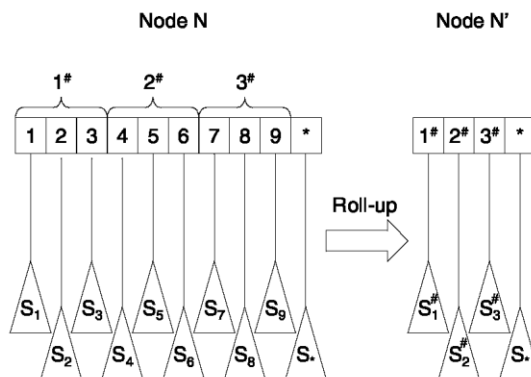 Node N Node N’
1# 2# 3#
1 2 3 4 5 6 7 8 9 * 1# 2# 3# *
Roll-up
S1 S3 S5 S7 S9 S1# S3#
S2 S4 S6 S8 S* S2# S*